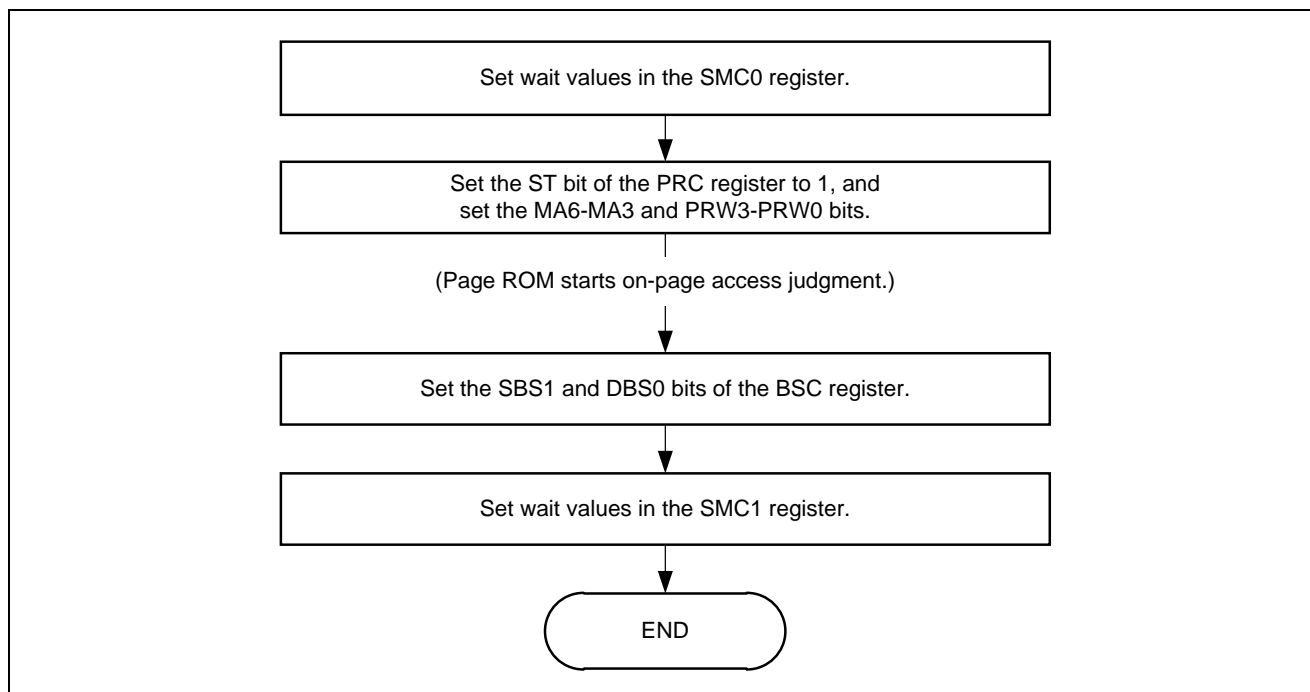 Set wait values in the SMC0 register.
Set the ST bit of the PRC register to 1, and
set the MA6-MA3 and PRW3-PRW0 bits.
(Page ROM starts on-page access judgment.)
Set the SBS1 and DBS0 bits of the BSC register.
Set wait values in the SMC1 register.
END